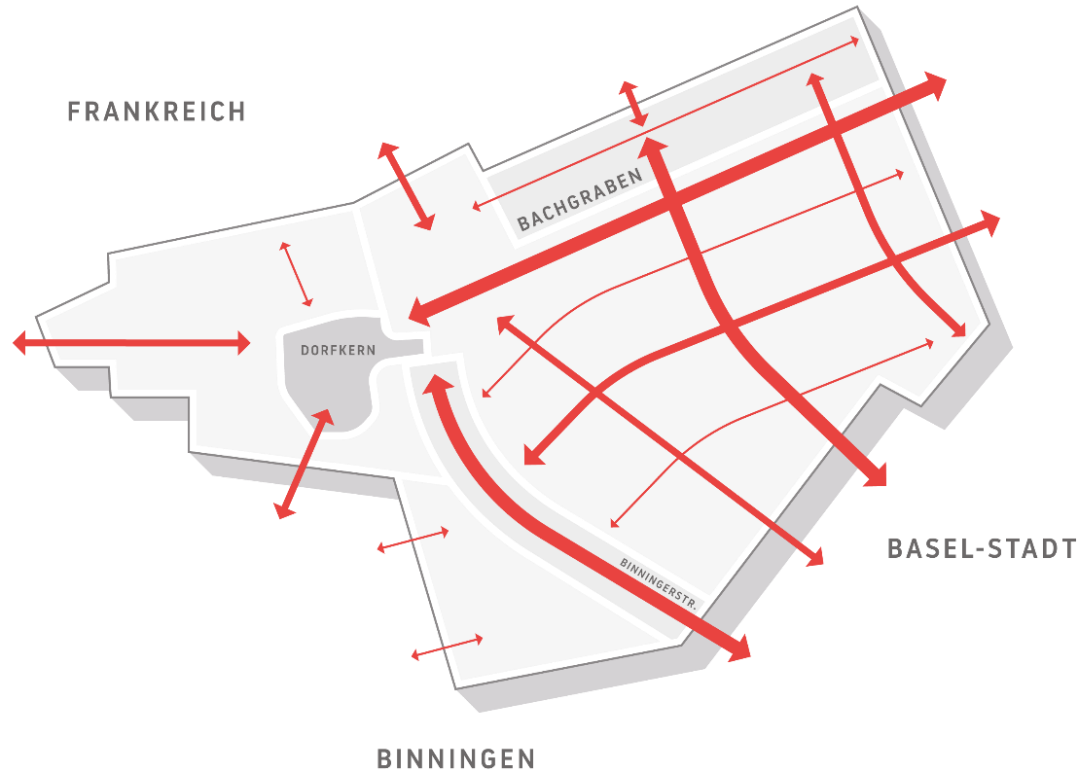 FRANKREICH
BACHGRABEN
DORFKERN
BINNINGERSTR.
BASEL-STADT
BINNINGEN